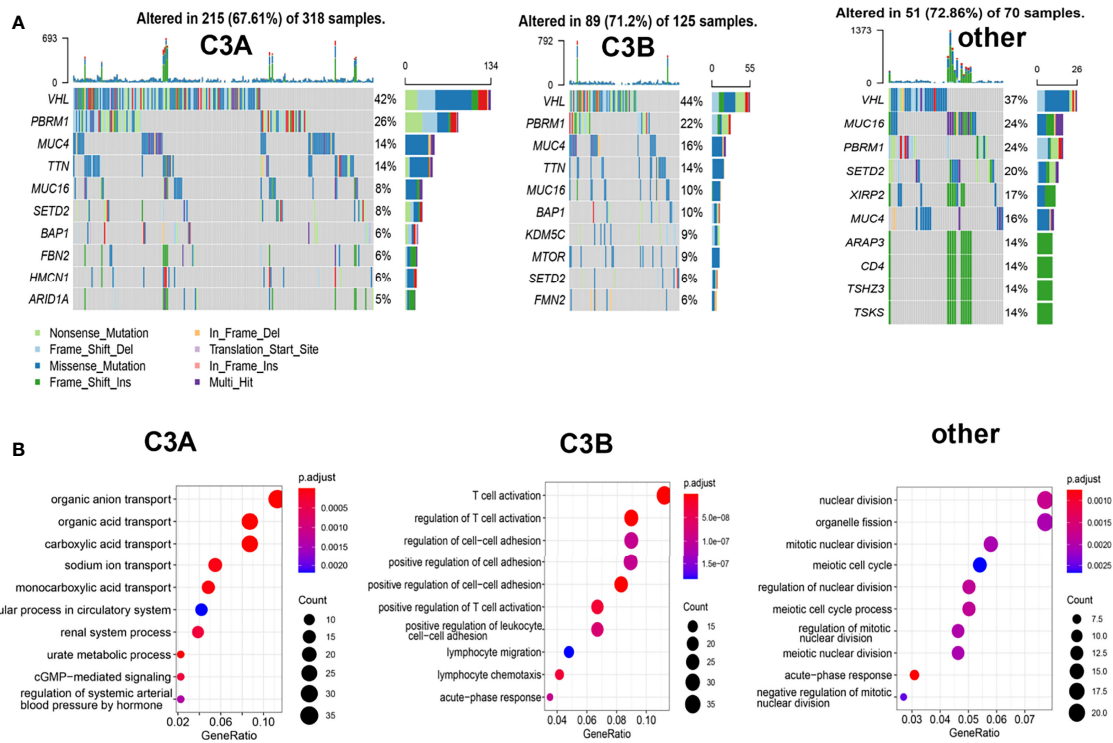 A
Altered in 215 (67.61%) of 318 samples.
C3A
693
0
0 134
VHL 42%
PBRM1 26%
MUC4 14%
TTN 14%
MUC16 8%
SETD2 8%
BAP1 6%
FBN2 6%
HMCN1 6%
ARID1A 5%
Altered in 89 (71.2%) of 125 samples.
C3B
792
0
0 55
VHL 44%
PBRM1 22%
MUC4 16%
TTN 14%
MUC16 10%
BAP1 10%
KDM5C 9%
MTOR 9%
SETD2 6%
FMN2 6%
Altered in 51 (72.86%) of 70 samples.
other
1373
0
0 26
VHL 37%
MUC16 24%
PBRM1 24%
SETD2 20%
XIRP2 17%
MUC4 16%
ARAP3 14%
CD4 14%
TSHZ3 14%
TSKS 14%
Nonsense_Mutation
Frame_Shift_Del
Missense_Mutation
Frame_Shift_Ins
In_Frame_Del
Translation_Start_Site
In_Frame_Ins
Multi_Hit
B
C3A
organic anion transport
organic acid transport
carboxylic acid transport
sodium ion transport
monocarboxylic acid transport
ular process in circulatory system
renal system process
urate metabolic process
cGMP−mediated signaling
regulation of systemic arterial
blood pressure by hormone
0.02 0.04 0.06 0.08 0.10
GeneRatio
p.adjust
0.0005
0.0010
0.0015
0.0020
Count
10
15
20
25
30
35
C3B
T cell activation
regulation of T cell activation
regulation of cell−cell adhesion
positive regulation of cell adhesion
positive regulation of cell−cell adhesion
positive regulation of T cell activation
positive regulation of leukocyte
cell−cell adhesion
lymphocyte migration
lymphocyte chemotaxis
acute−phase response
0.04 0.06 0.08 0.10
GeneRatio
p.adjust
5.0e−08
1.0e−07
1.5e−07
Count
15
20
25
30
35
other
nuclear division
organelle fission
mitotic nuclear division
meiotic cell cycle
regulation of nuclear division
meiotic cell cycle process
regulation of mitotic
nuclear division
meiotic nuclear division
acute−phase response
negative regulation of mitotic
nuclear division
0.03 0.04 0.05 0.06 0.07
GeneRatio
p.adjust
0.0010
0.0015
0.0020
0.0025
Count
7.5
10.0
12.5
15.0
17.5
20.0